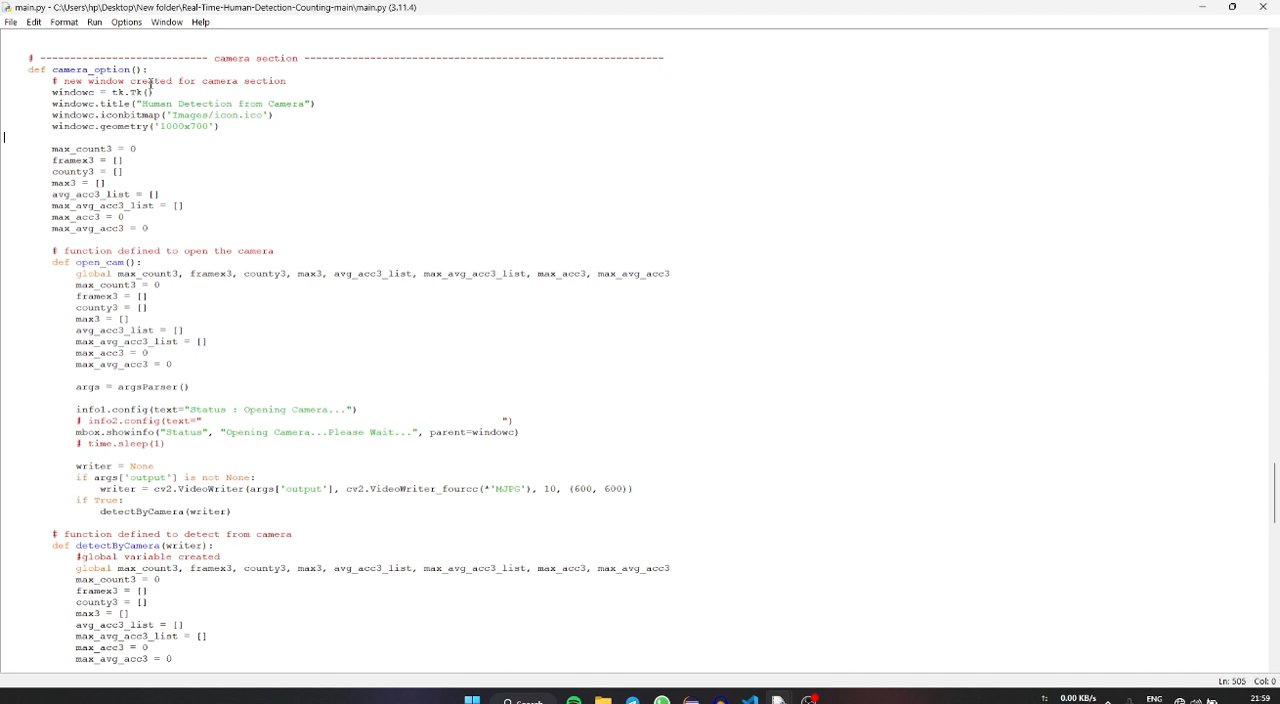 main.py - C:\Users\hp\Desktop\New folder\Real-Time-Human-Detection-Counting-main\main.py (3.11.4)
File Edit Format Run Options Window Help
# ---------------------------- camera section ------------------------------------------------------------
def camera_option():
    # new window created for camera section
    windowc = tk.Tk()
    windowc.title("Human Detection from Camera")
    windowc.iconbitmap('Images/icon.ico')
    windowc.geometry('1000x700')
    max_count3 = 0
    framex3 = []
    county3 = []
    max3 = []
    avg_acc3_list = []
    max_avg_acc3_list = []
    max_acc3 = 0
    max_avg_acc3 = 0
    # function defined to open the camera
    def open_cam():
        global max_count3, framex3, county3, max3, avg_acc3_list, max_avg_acc3_list, max_acc3, max_avg_acc3
        max_count3 = 0
        framex3 = []
        county3 = []
        max3 = []
        avg_acc3_list = []
        max_avg_acc3_list = []
        max_acc3 = 0
        max_avg_acc3 = 0
        args = argsParser()
        info1.config(text="Status : Opening Camera...")
        # info2.config(text="                                                  ")
        mbox.showinfo("Status", "Opening Camera...Please Wait...", parent=windowc)
        # time.sleep(1)
        writer = None
        if args['output'] is not None:
            writer = cv2.VideoWriter(args['output'], cv2.VideoWriter_fourcc(*'MJPG'), 10, (600, 600))
        if True:
            detectByCamera(writer)
    # function defined to detect from camera
    def detectByCamera(writer):
        #global variable created
        global max_count3, framex3, county3, max3, avg_acc3_list, max_avg_acc3_list, max_acc3, max_avg_acc3
        max_count3 = 0
        framex3 = []
        county3 = []
        max3 = []
        avg_acc3_list = []
        max_avg_acc3_list = []
        max_acc3 = 0
        max_avg_acc3 = 0
Ln: 505 Col: 0
Search 0.00 KB/s ENG 21:59